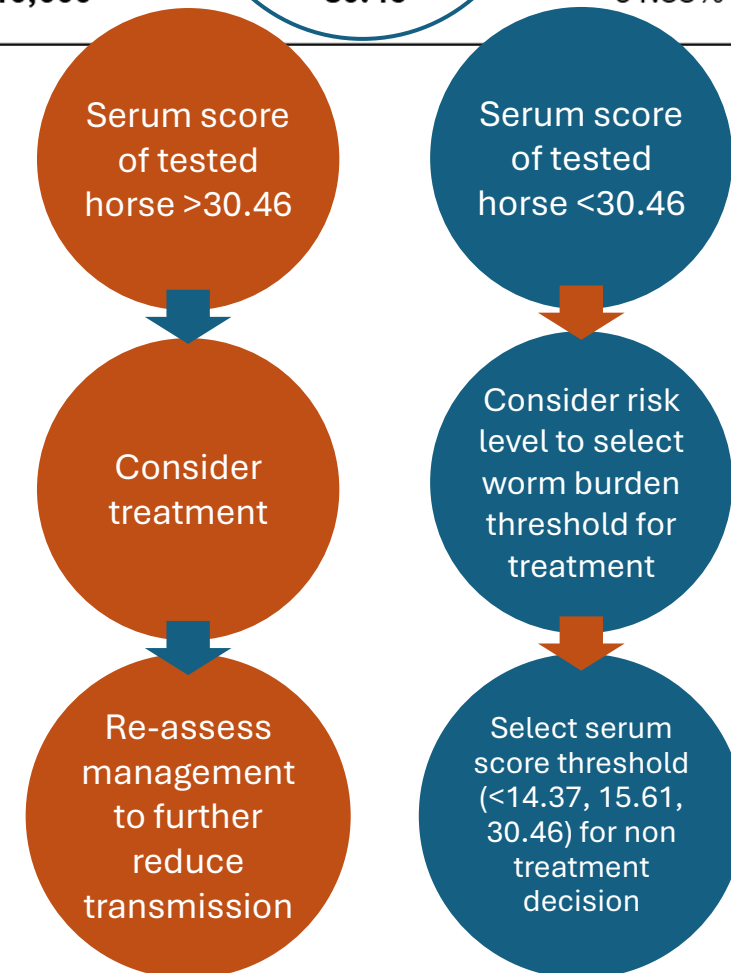 Serum score
of tested
horse >30.46
Consider
treatment
Re-assess
management
to further
reduce
transmission
Serum score
of tested
horse <30.46
Consider risk
level to select
worm burden
threshold for
treatment
Select serum
score threshold
(<14.37, 15.61,
30.46) for non
treatment
decision